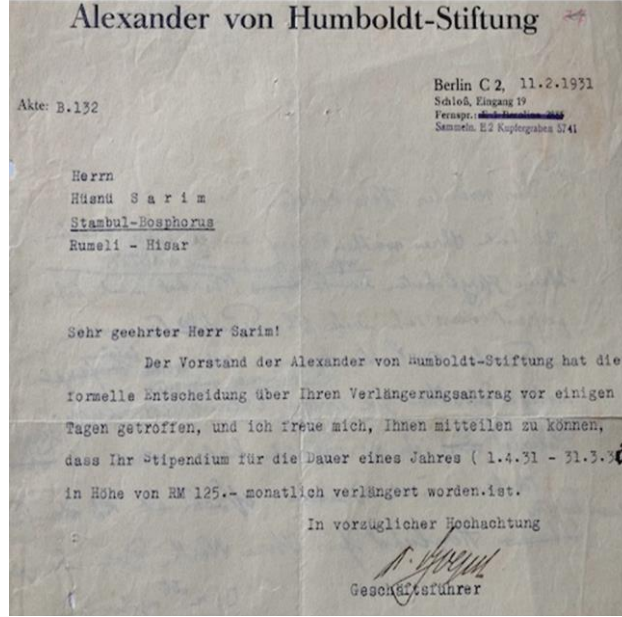 Alexander von Humboldt-Stiftung
Berlin C 2, 11.2.1931
Schloß, Eingang 19
Akte: B.132
Fernspr.:
Sammeln. E2 Kupfergraben 5741
Herrn
Hüsnü S a r i m
Stambul-Bosphorus
Rumeli - Hisar
Sehr geehrter Herr Sarim!
Der Vorstand der Alexander von Humboldt-Stiftung hat die
formelle Entscheidung über Ihren Verlängerungsantrag vor einigen
Tagen getroffen, und ich freue mich, Ihnen mitteilen zu können,
dass Ihr Stipendium für die Dauer eines Jahres ( 1.4.31 - 31.3.3
in Höhe von RM 125.- monatlich verlängert worden.ist.
In vorzüglicher Hochachtung
Geschäftsführer